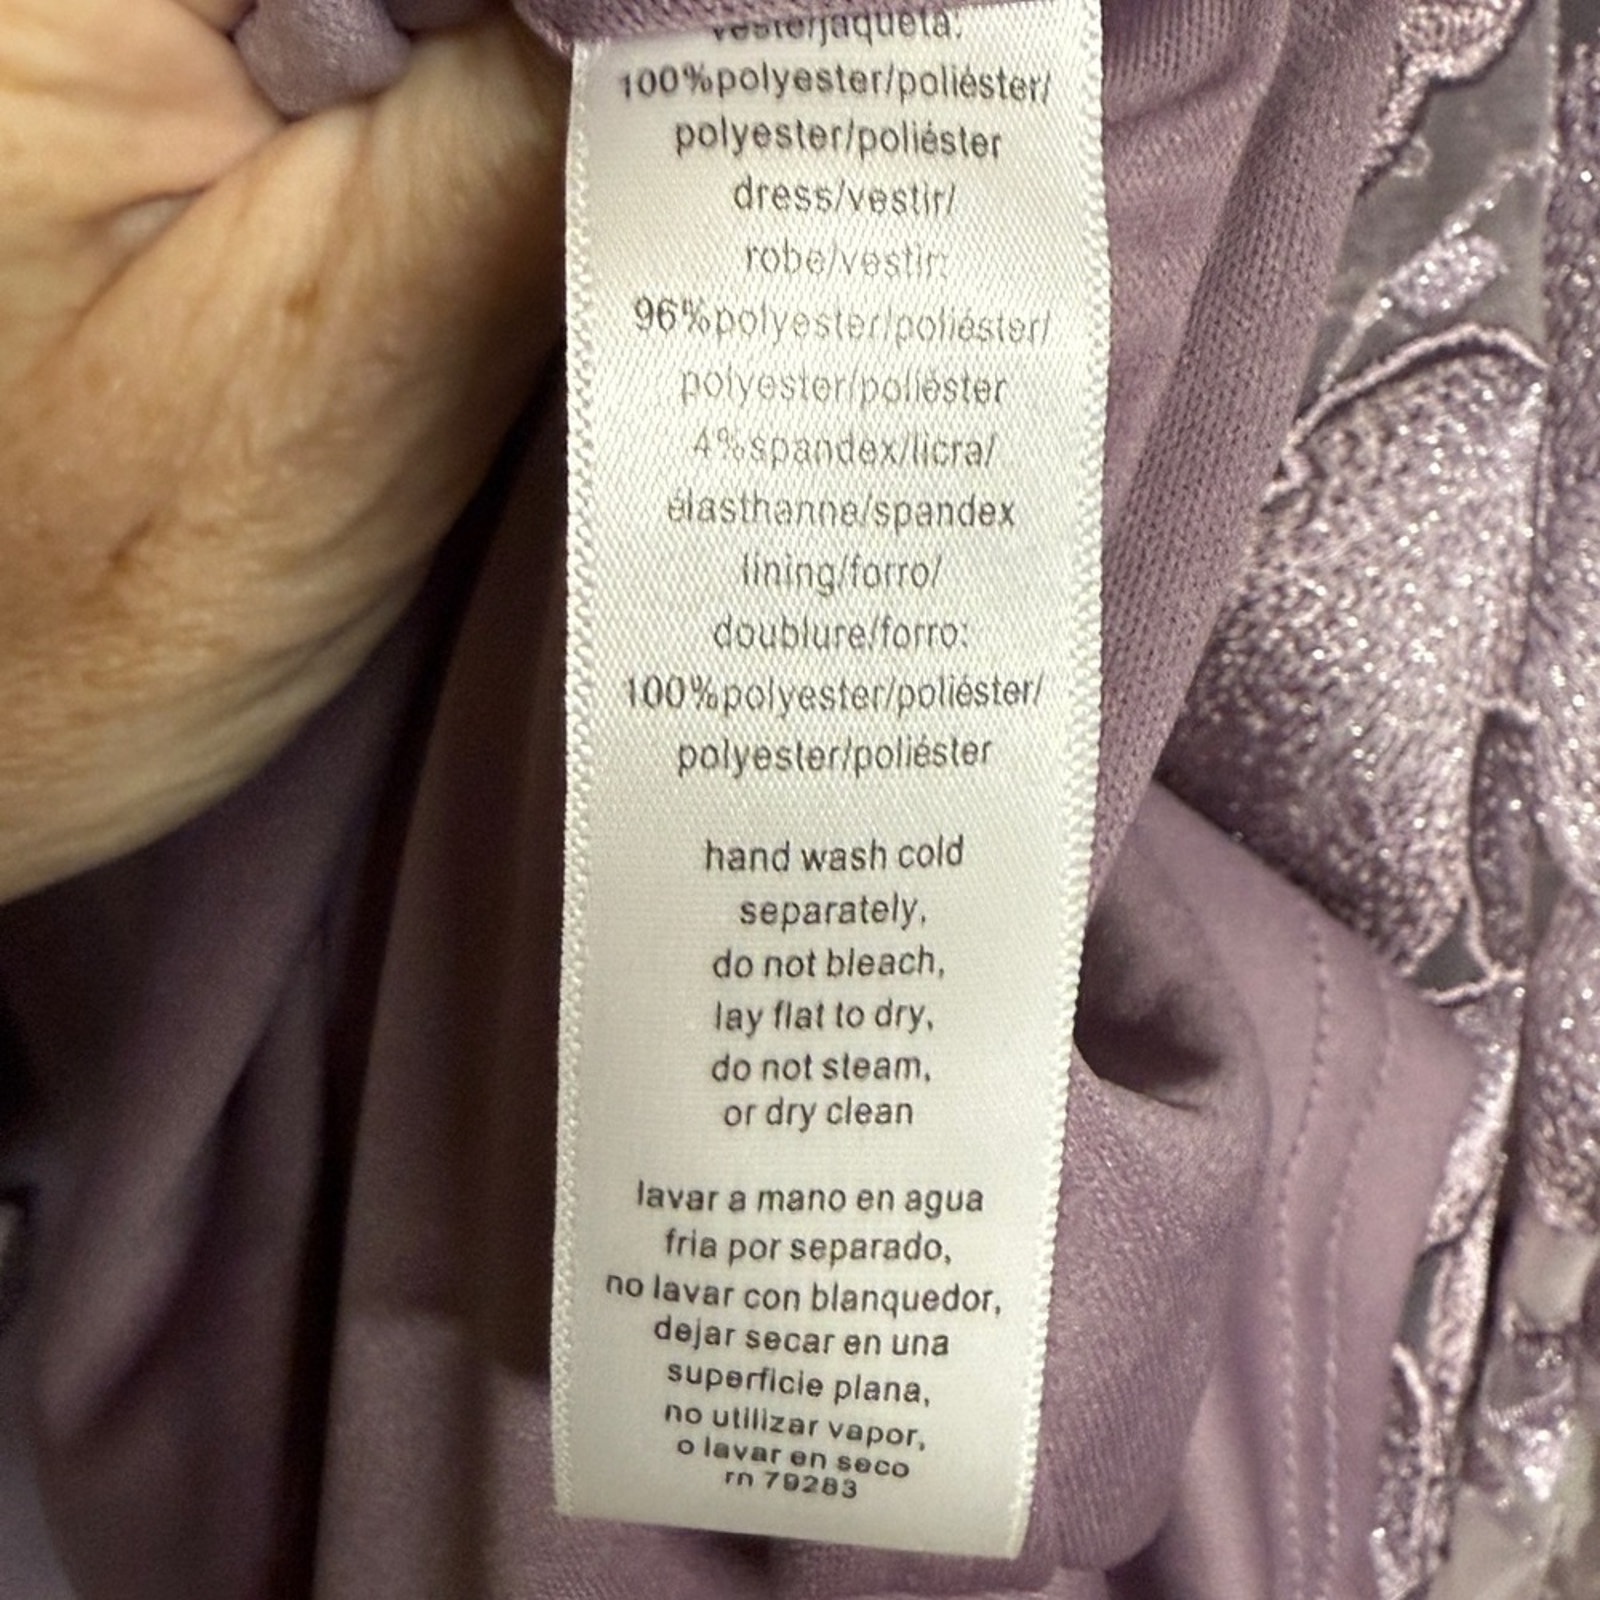 veste/jaqueta:
100%polyester/poliéster/
polyester/poliéster
dress/vestir/
robe/vestir:
96%polyester/poliéster/
polyester/poliéster
4%spandex/licra/
élasthanne/spandex
lining/forro/
doublure/forro:
100%polyester/poliéster/
polyester/poliéster
hand wash cold
separately,
do not bleach,
lay flat to dry,
do not steam,
or dry clean
lavar a mano en agua
fria por separado,
no lavar con blanquedor,
dejar secar en una
superficie plana,
no utilizar vapor,
o lavar en seco
rn 79283